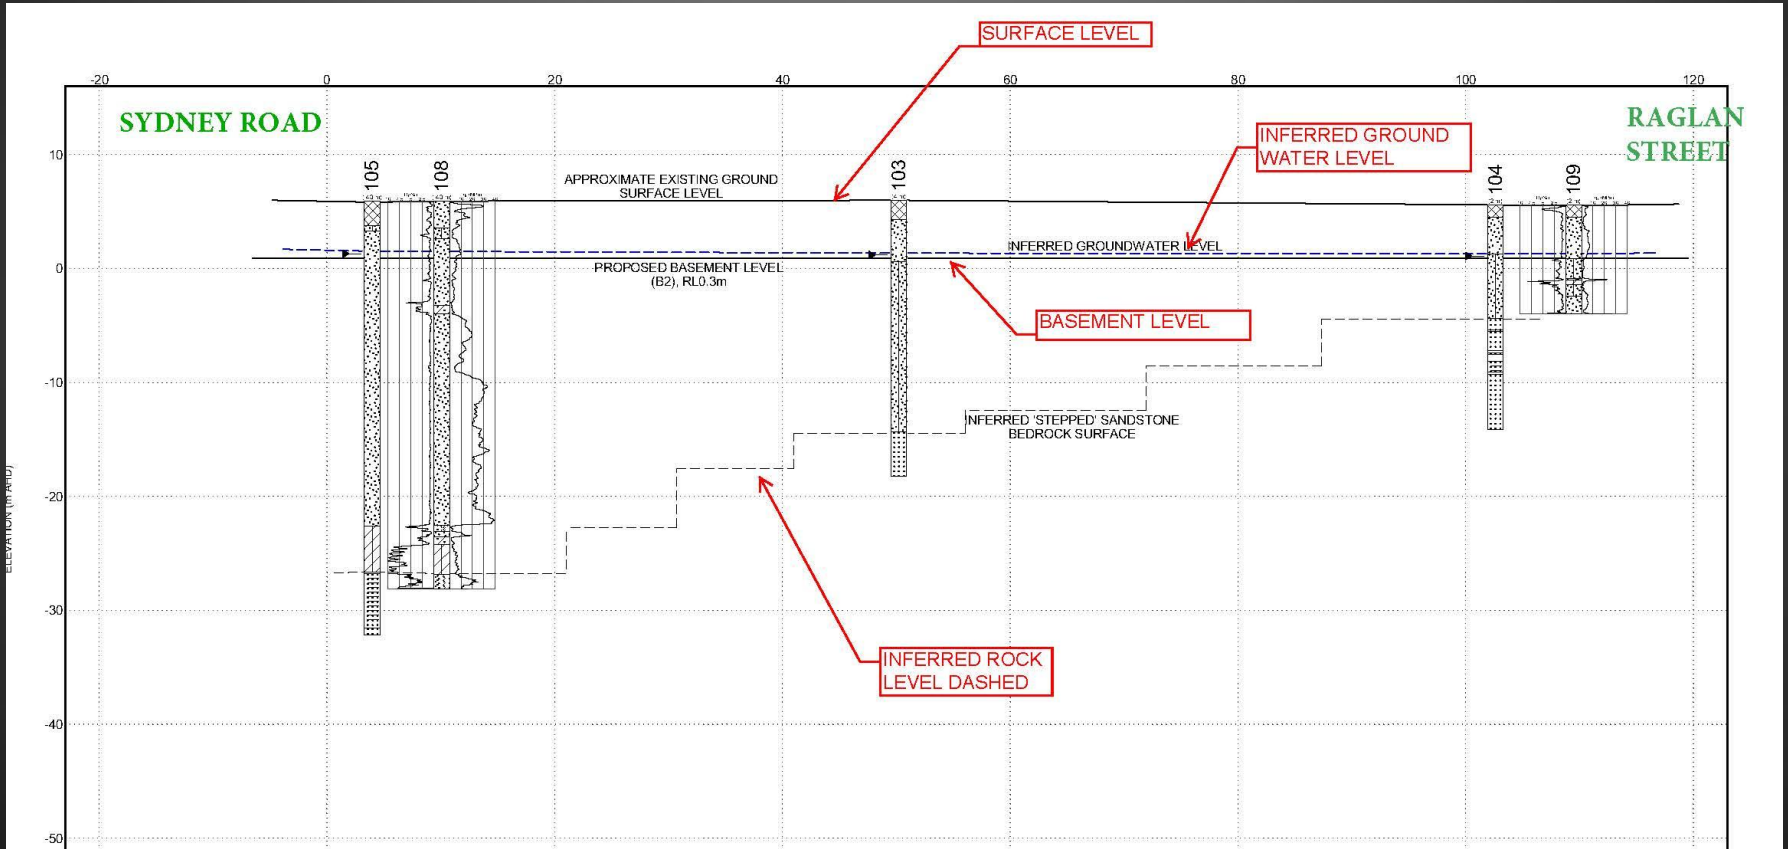 SURFACE LEVEL
-20 0 20 40 60 80 100 120
SYDNEY ROAD
RAGLAN
STREET
INFERRED GROUND
WATER LEVEL
10
105
108
APPROXIMATE EXISTING GROUND
SURFACE LEVEL
103
104
109
INFERRED GROUNDWATER LEVEL
0
PROPOSED BASEMENT LEVEL
(B2), RL0.3m
BASEMENT LEVEL
-10
INFERRED 'STEPPED' SANDSTONE
BEDROCK SURFACE
ELEVATION (m AHD)
-20
-30
INFERRED ROCK
LEVEL DASHED
-40
-50